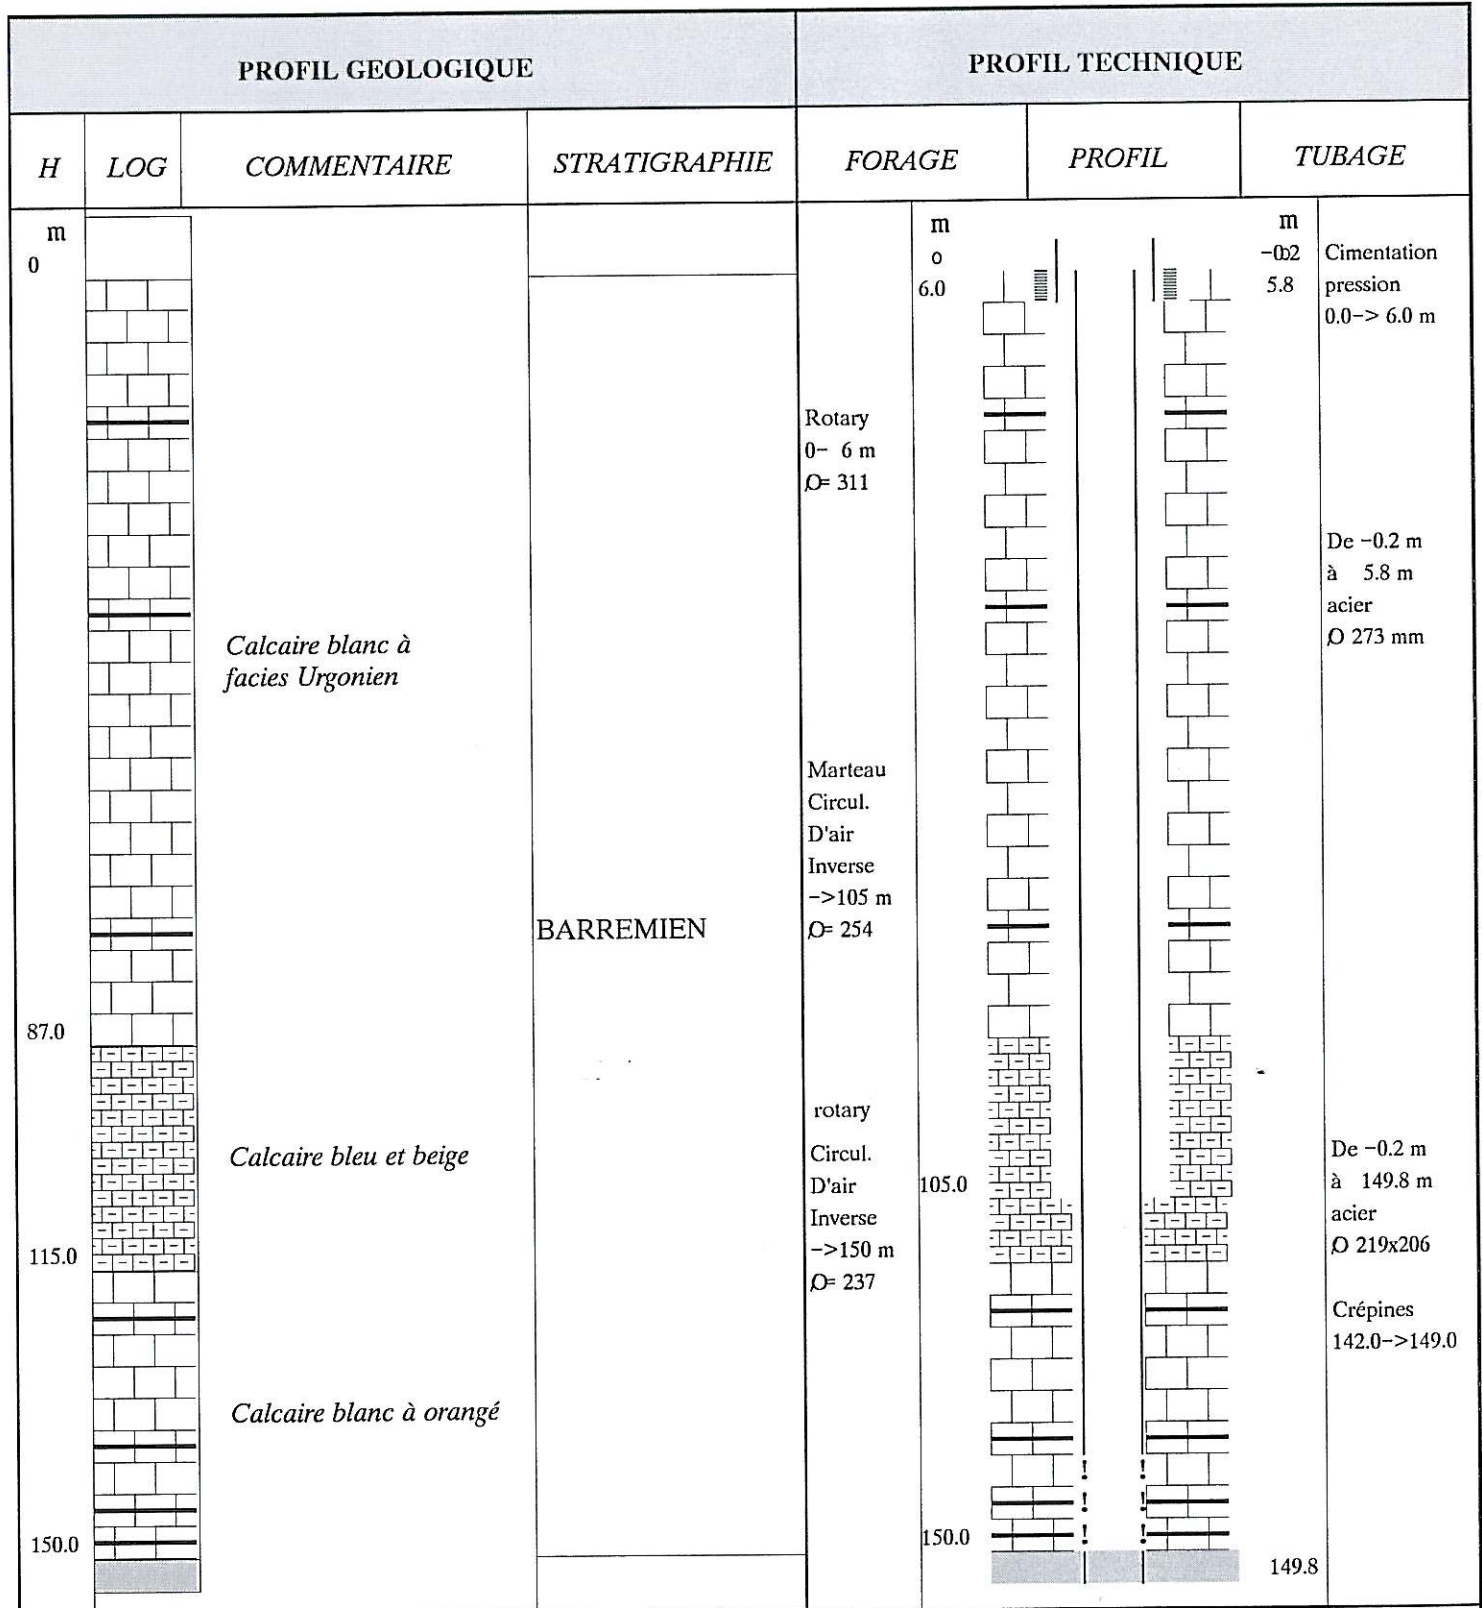 PROFIL GEOLOGIQUE
PROFIL TECHNIQUE
H
LOG
COMMENTAIRE
STRATIGRAPHIE
FORAGE
PROFIL
TUBAGE
m
0
87.0
115.0
150.0
Calcaire blanc à
facies Urgonien
Calcaire bleu et beige
Calcaire blanc à orangé
BARREMIEN
Rotary
0- 6 m
Ø= 311
Marteau
Circul.
D'air
Inverse
->105 m
Ø= 254
rotary
Circul.
D'air
Inverse
->150 m
Ø= 237
m
o
6.0
105.0
150.0
m
5.8
149.8
Cimentation
pression
0.0-> 6.0 m
De -0.2 m
à 5.8 m
acier
Ø 273 mm
De -0.2 m
à 149.8 m
acier
Ø 219x206
Crépines
142.0->149.0